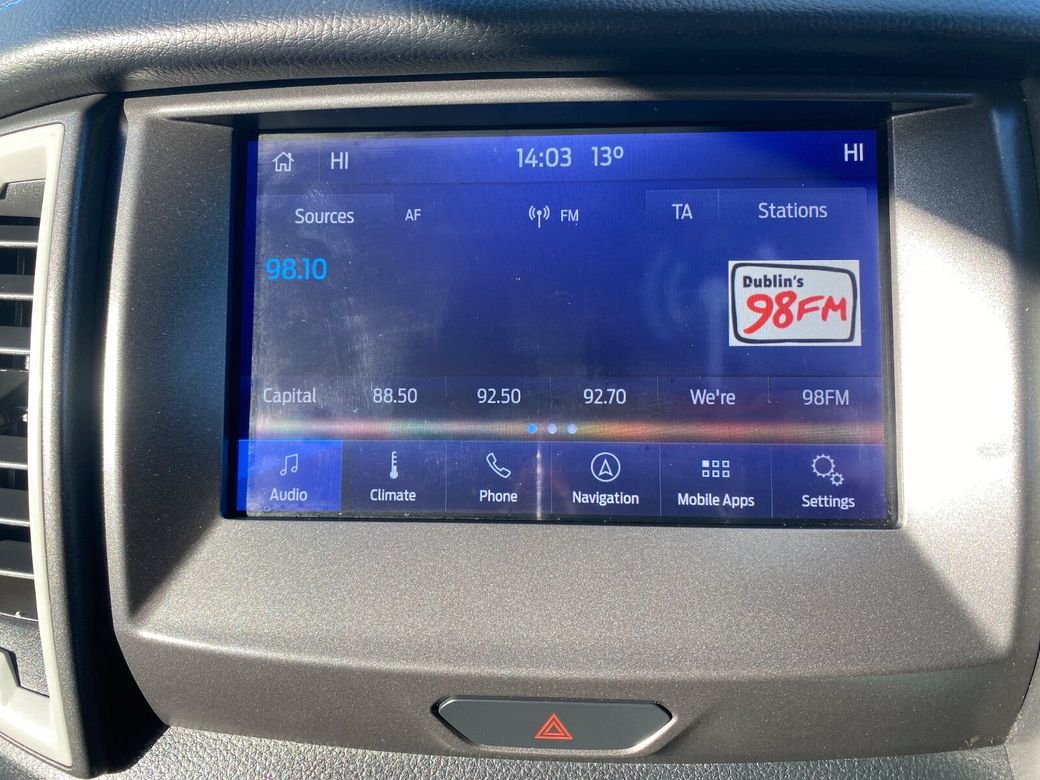 HI 14:03 13º HI
Sources AF FM TA Stations
98.10
Dublin's
98FM
Capital 88.50 92.50 92.70 We're 98FM
Audio Climate Phone Navigation Mobile Apps Settings